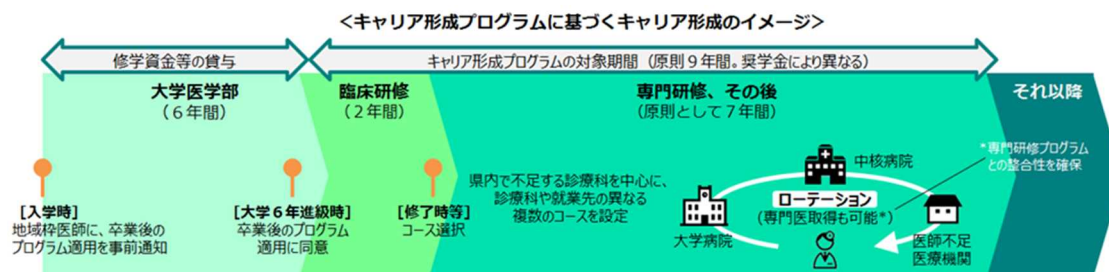 ＜キャリア形成プログラムに基づくキャリア形成のイメージ＞
修学資金等の貸与
キャリア形成プログラムの対象期間（原則９年間。奨学金により異なる）
大学医学部
（６年間）
臨床研修
（２年間）
専門研修、その後
（原則として７年間）
それ以降
[入学時]
地域枠医師に、卒業後の
プログラム適用を事前通知
[大学６年進級時]
卒業後のプログラム
適用に同意
[修了時等]
コース選択
県内で不足する診療科を中心に、
診療科や就業先の異なる
複数のコースを設定
中核病院
ローテーション
（専門医取得も可能*）
大学病院
医師不足
医療機関
*専門研修プログラム
との整合性を確保